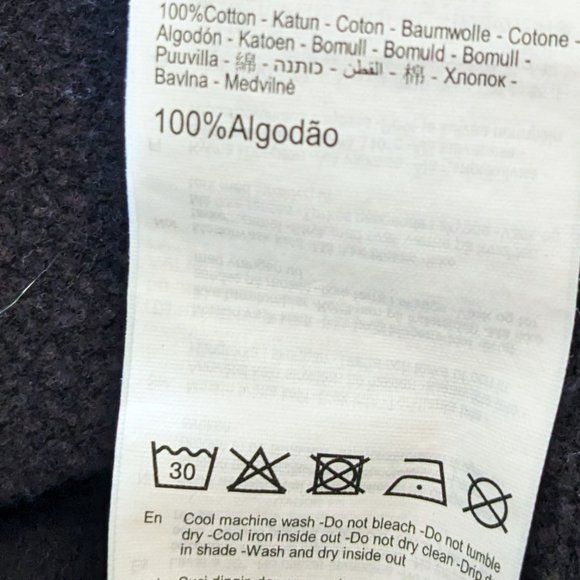 100%Cotton - Katun - Coton - Baumwolle - Cotone -
Algodón - Katoen - Bomull - Bomuld - Bomull -
Puuvilla - 綿 - כותנה - القطن - 棉 - Хлопок -
Bavlna - Medvilnė
100%Algodão
30
En Cool machine wash -Do not bleach -Do not tumble
dry -Cool iron inside out -Do not dry clean -Drip
in shade -Wash and dry inside out